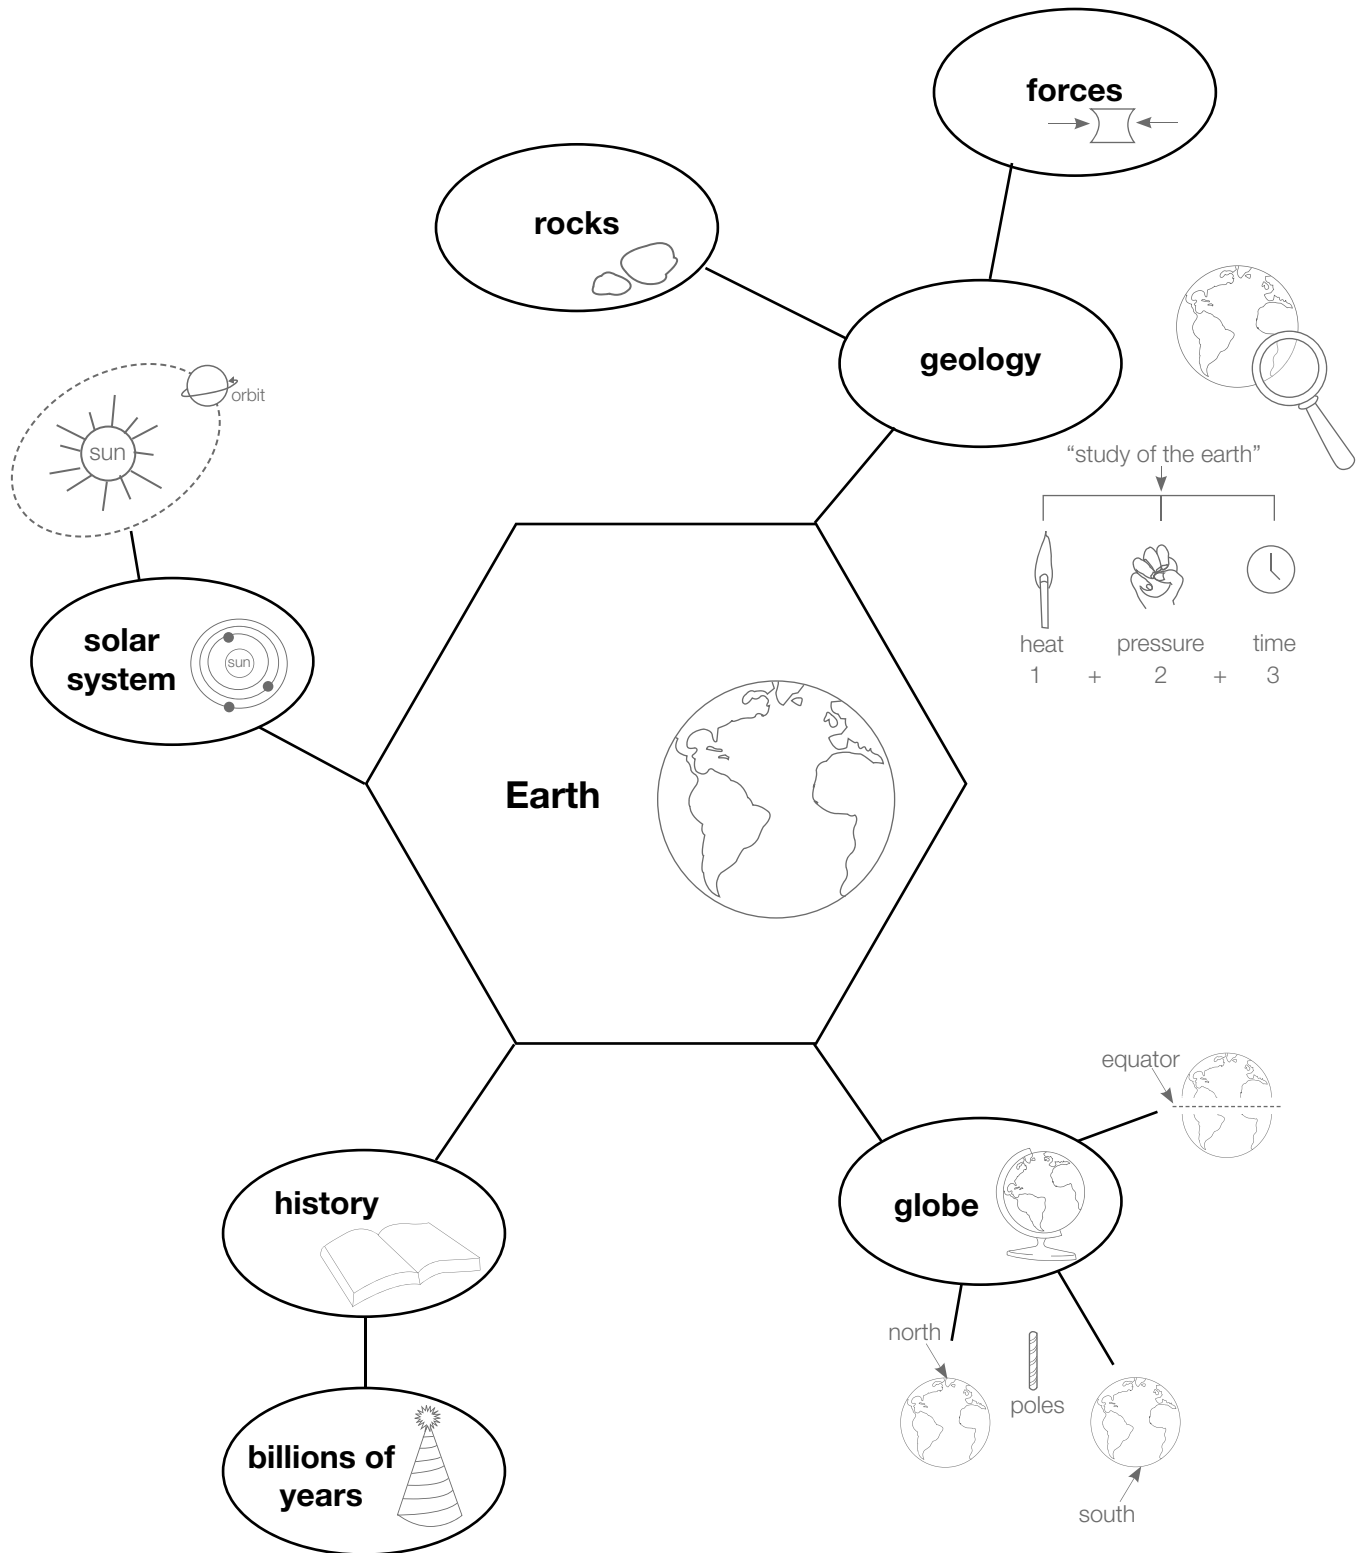 forces
rocks
geology
orbit
sun
“study of the earth”
heat
pressure
time
1 + 2 + 3
solar
system
sun
Earth
equator
history
globe
north
poles
south
billions of
years